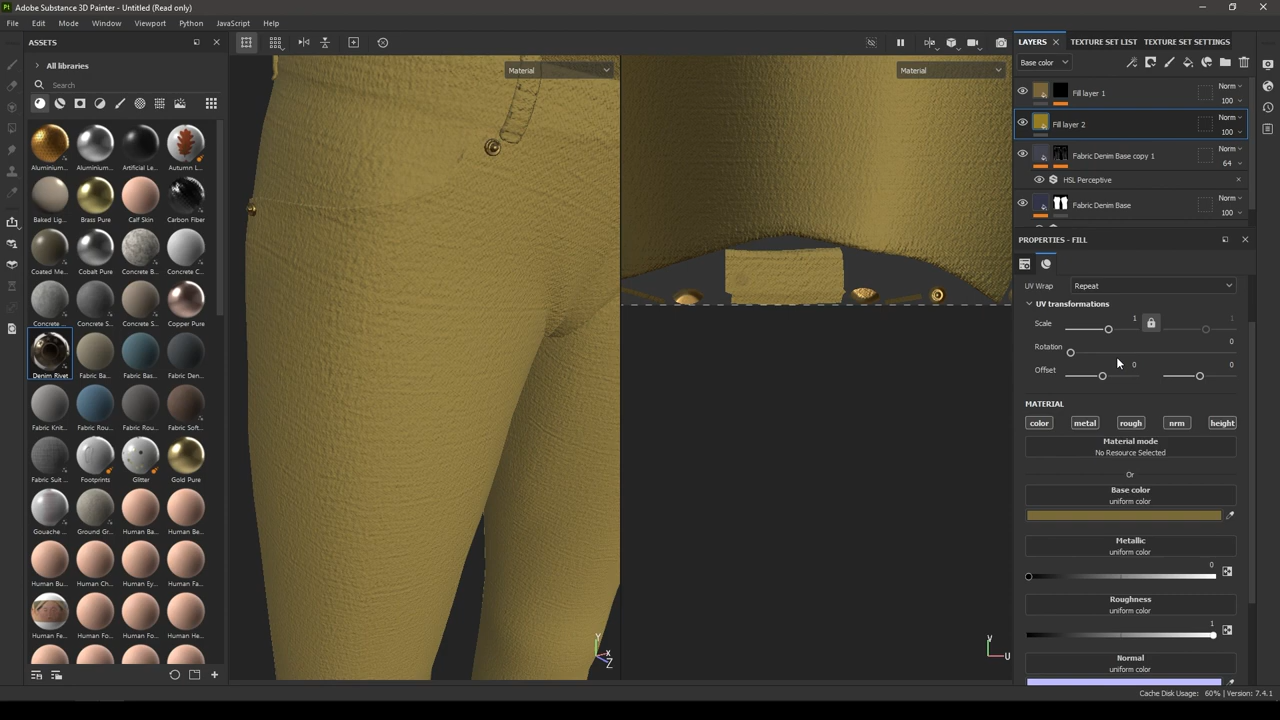 Adobe Substance 3D Painter - Untitled (Read only)
File Edit Mode Window Viewport Python JavaScript Help
ASSETS
All libraries
Search
Aluminium... Aluminium... Artificial Le... Autumn L...
Baked Lig... Brass Pure Calf Skin Carbon Fiber
Coated Me... Cobalt Pure Concrete B... Concrete C...
Concrete ... Concrete S... Concrete S... Copper Pure
Denim Rivet Fabric Ba... Fabric Bas... Fabric Den...
Fabric Knit... Fabric Rou... Fabric Rou... Fabric Soft...
Fabric Suit ... Footprints Glitter Gold Pure
Gouache ... Ground Gr... Human Ba... Human Be...
Human Bu... Human Ch... Human Ey... Human Fa...
Human Fe... Human Fo... Human Fo... Human He...
Material
Material
Y
X
Z
V
U
LAYERS TEXTURE SET LIST TEXTURE SET SETTINGS
Base color
Fill layer 1 Norm 100
Fill layer 2 Norm 100
Fabric Denim Base copy 1 Norm 64
HSL Perceptive
Fabric Denim Base Norm 100
PROPERTIES - FILL
UV Wrap Repeat
UV transformations
Scale 1 1
Rotation 0
Offset 0 0
MATERIAL
color metal rough nrm height
Material mode
No Resource Selected
Or
Base color
uniform color
Metallic
uniform color
0
Roughness
uniform color
1
Normal
uniform color
Cache Disk Usage: 60% | Version: 7.4.1